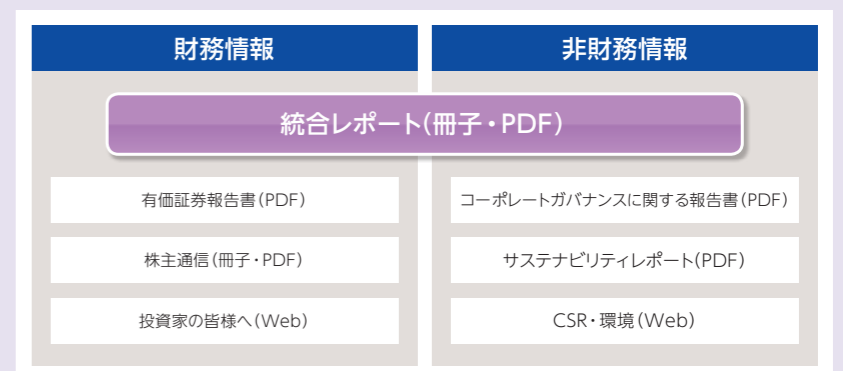 財務情報
非財務情報
統合レポート(冊子・PDF)
有価証券報告書(PDF)
コーポレートガバナンスに関する報告書(PDF)
株主通信(冊子・PDF)
サステナビリティレポート(PDF)
投資家の皆様へ(Web)
CSR・環境(Web)